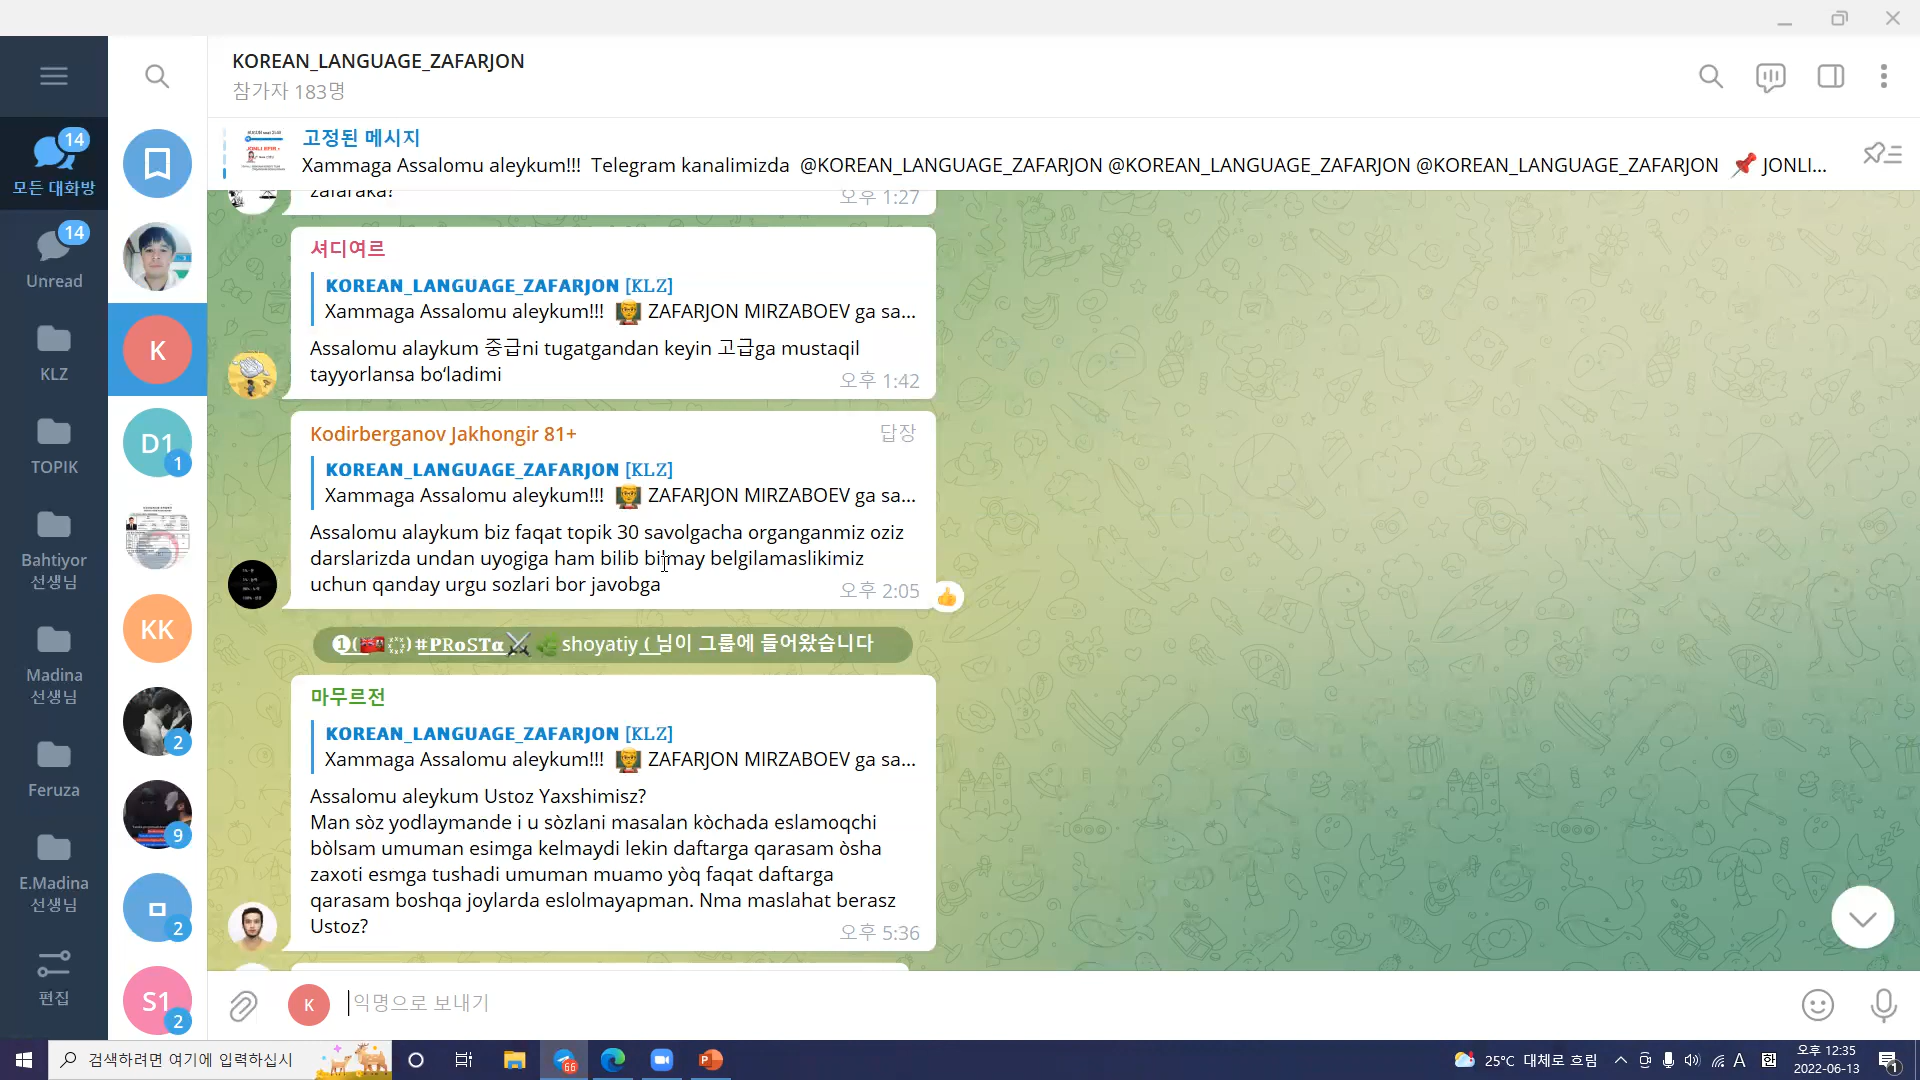 KOREAN_LANGUAGE_ZAFARJON
참가자 183명
고정된 메시지
Xammaga Assalomu aleykum!!! Telegram kanalimizda @KOREAN_LANGUAGE_ZAFARJON @KOREAN_LANGUAGE_ZAFARJON @KOREAN_LANGUAGE_ZAFARJON 📌 JONLI...
14
모든 대화방
14
Unread
KLZ
TOPIK
Bahtiyor
선생님
Madina
선생님
Feruza
E.Madina
선생님
편집
K
D1
1
KK
2
9
ㅁ
2
S1
2
zafaraka?
오후 1:27
셔디여르
KOREAN_LANGUAGE_ZAFARJON [KLZ]
Xammaga Assalomu aleykum!!! 👨‍🏫 ZAFARJON MIRZABOEV ga sa...
Assalomu alaykum 중급ni tugatgandan keyin 고급ga mustaqil
tayyorlansa bo‘ladimi
오후 1:42
Kodirberganov Jakhongir 81+
답장
KOREAN_LANGUAGE_ZAFARJON [KLZ]
Xammaga Assalomu aleykum!!! 👨‍🏫 ZAFARJON MIRZABOEV ga sa...
Assalomu alaykum biz faqat topik 30 savolgacha organganmiz oziz
darslarizda undan uyogiga ham bilib bilmay belgilamaslikimiz
uchun qanday urgu sozlari bor javobga
오후 2:05
❶(🇲🇲 ҉ )#PRoSTα⚔🌿shoyatiy ( 님이 그룹에 들어왔습니다
마무르전
KOREAN_LANGUAGE_ZAFARJON [KLZ]
Xammaga Assalomu aleykum!!! 👨‍🏫 ZAFARJON MIRZABOEV ga sa...
Assalomu aleykum Ustoz Yaxshimisz?
Man sòz yodlaymande i u sòzlani masalan kòchada eslamoqchi
bòlsam umuman esimga kelmaydi lekin daftarga qarasam òsha
zaxoti esmga tushadi umuman muamo yòq faqat daftarga
qarasam boshqa joylarda eslolmayapman. Nma maslahat berasz
Ustoz?
오후 5:36
K
익명으로 보내기
검색하려면 여기에 입력하십시
66
25°C 대체로 흐림
A
오후 12:35
2022-06-13
1